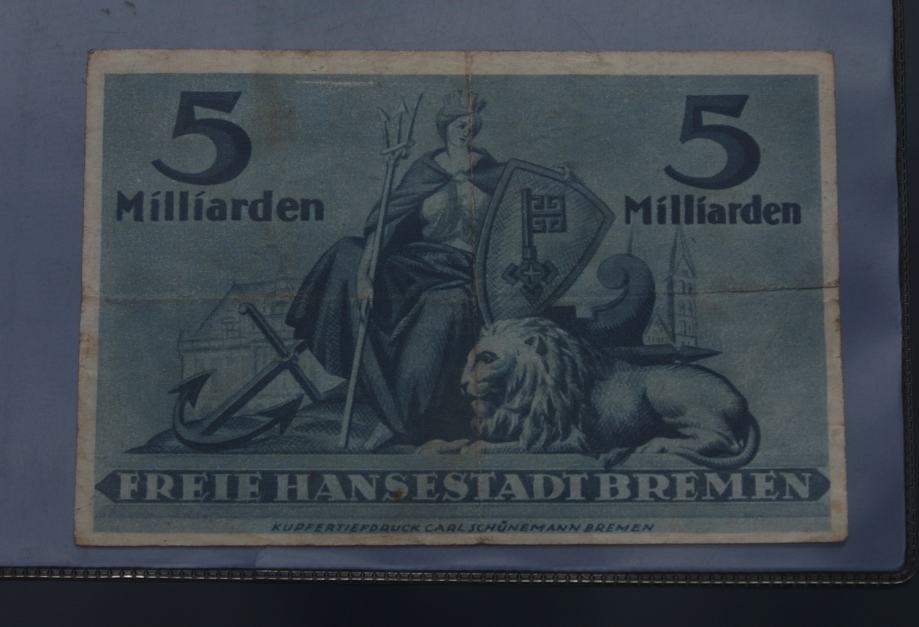 5
Milliarden
5
Milliarden
FREIE HANSESTADT BREMEN
KUPFERTIEFDRUCK CARL SCHÜNEMANN BREMEN